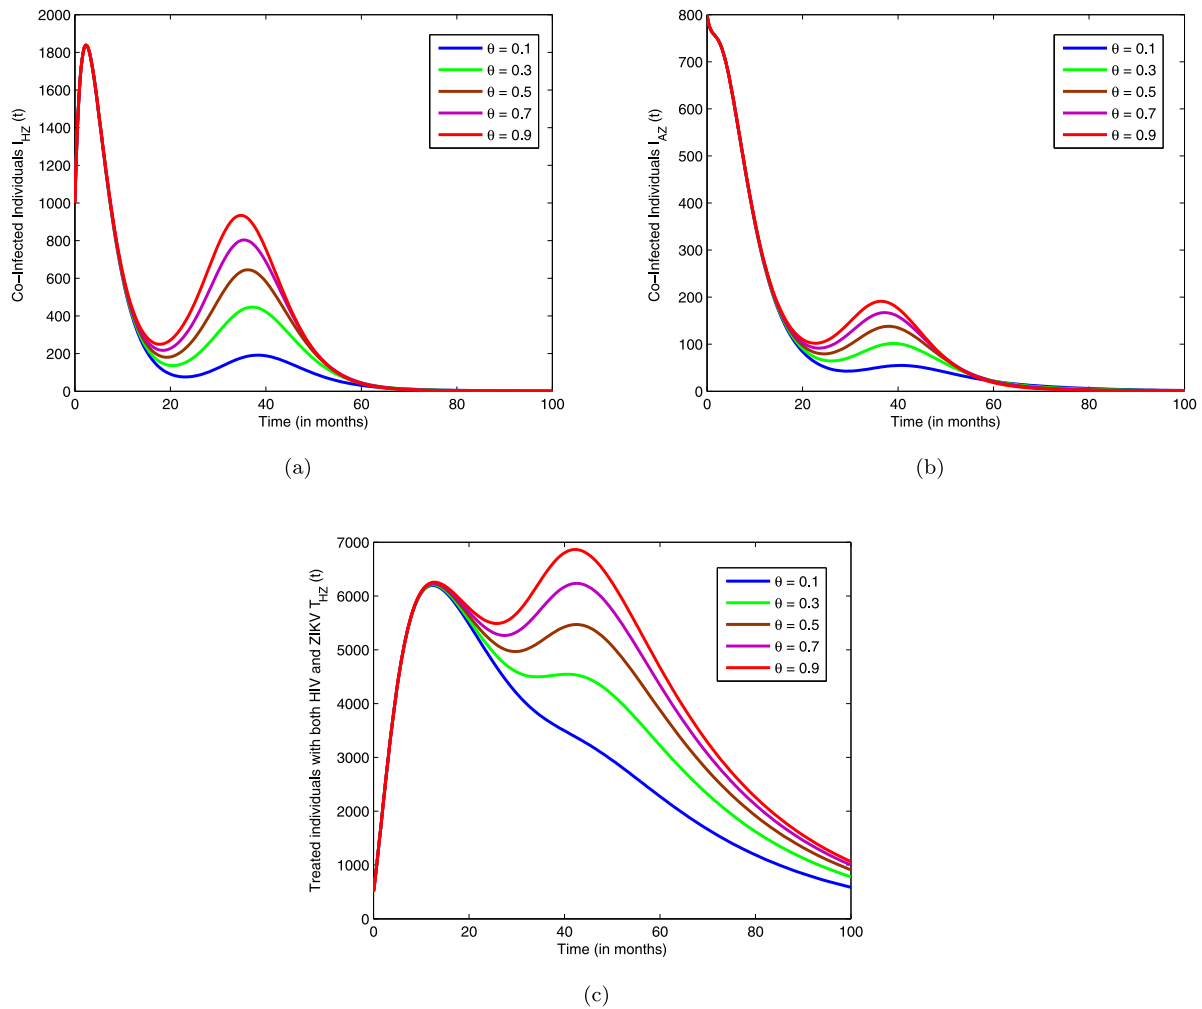 2000
1800
1600
1400
1200
1000
800
600
400
200
0
Co−Infected Individuals I_HZ (t)
θ = 0.1
θ = 0.3
θ = 0.5
θ = 0.7
θ = 0.9
0 20 40 60 80 100
Time (in months)
(a)
800
700
600
500
400
300
200
100
0
Co−Infected Individuals I_AZ (t)
θ = 0.1
θ = 0.3
θ = 0.5
θ = 0.7
θ = 0.9
0 20 40 60 80 100
Time (in months)
(b)
7000
6000
5000
4000
3000
2000
1000
0
Treated individuals with both HIV and ZIKV T_HZ (t)
θ = 0.1
θ = 0.3
θ = 0.5
θ = 0.7
θ = 0.9
0 20 40 60 80 100
Time (in months)
(c)